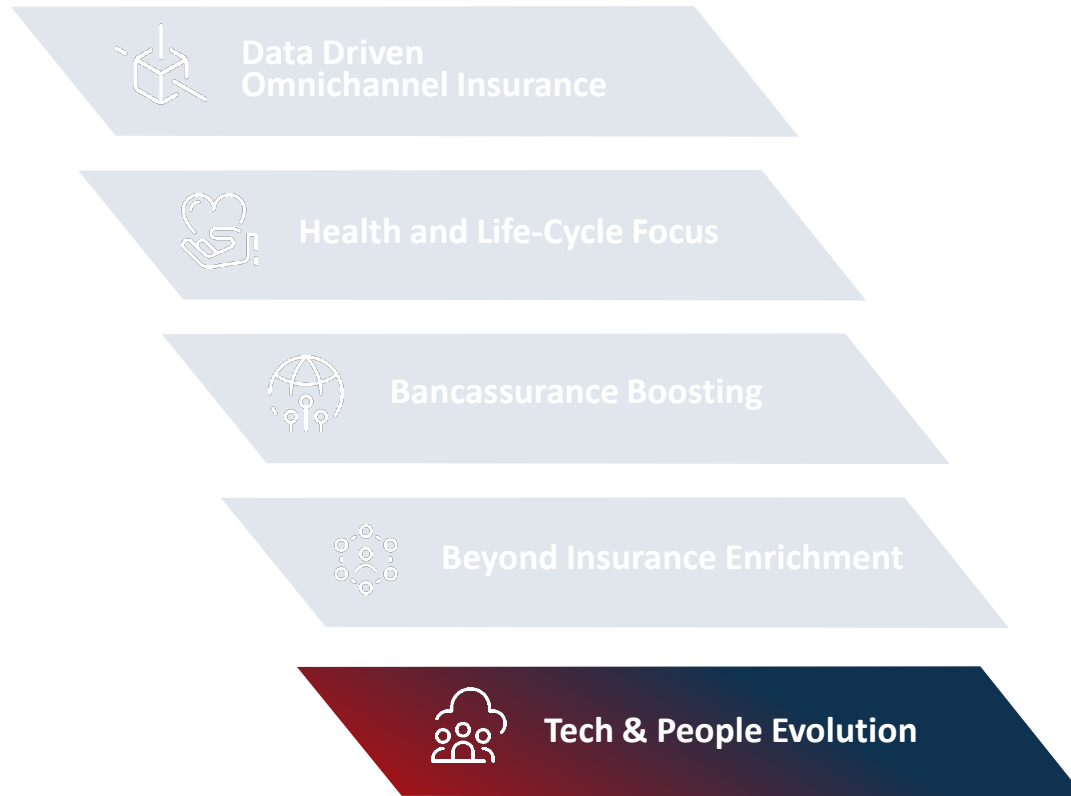 Data Driven
Omnichannel Insurance
Health and Life-Cycle Focus
Bancassurance Boosting
Beyond Insurance Enrichment
Tech & People Evolution